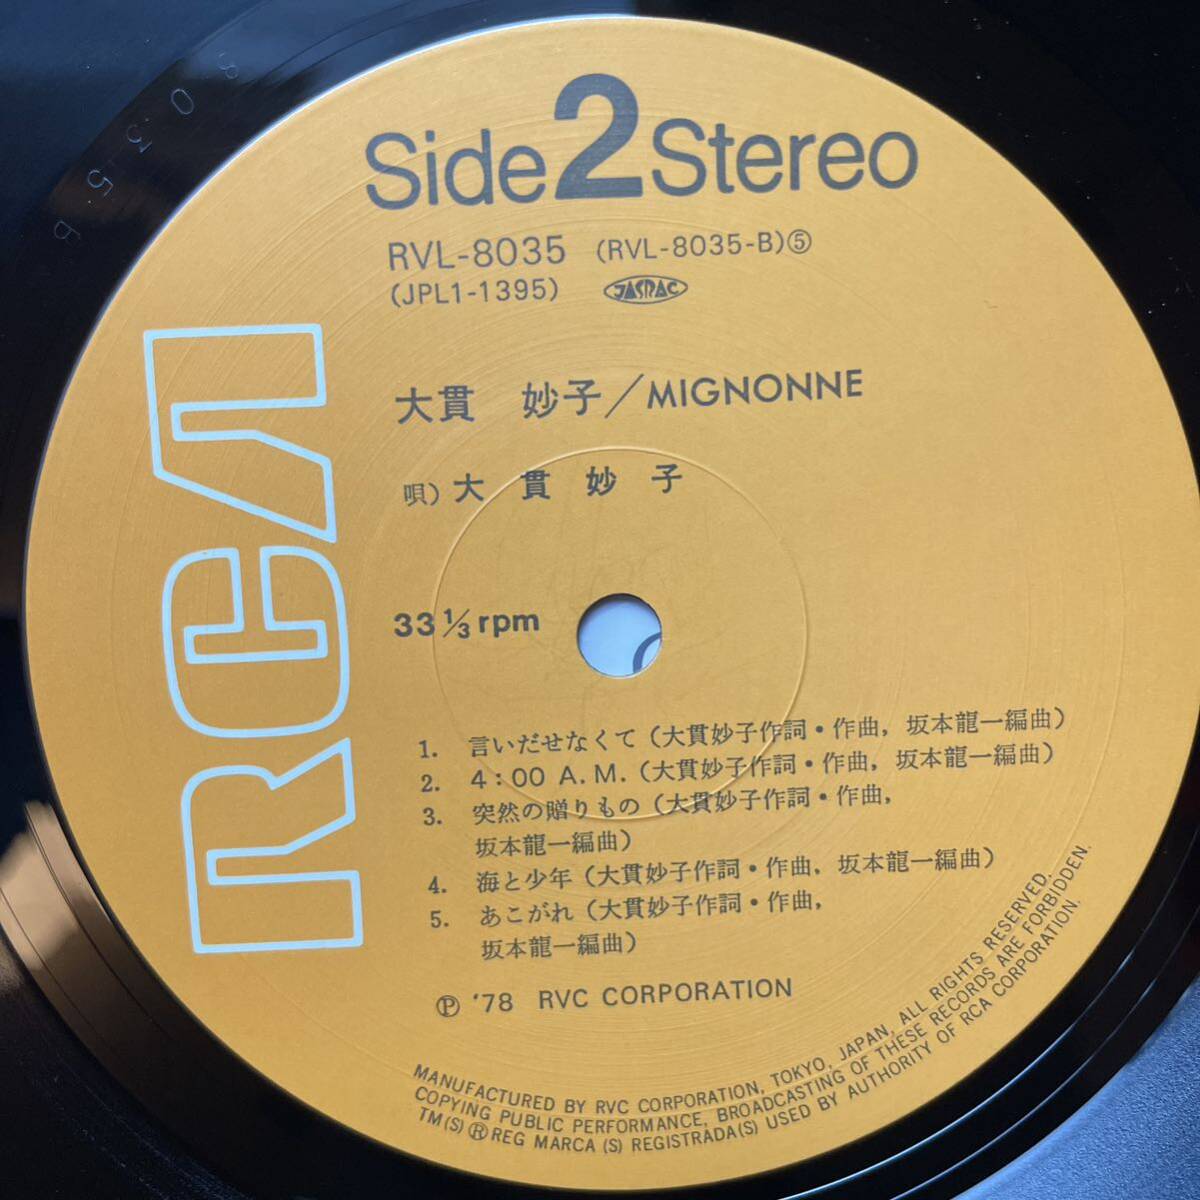 Side 2 Stereo
RVL-8035 (RVL-8035-B)⑤
(JPL1-1395) JASRAC
大貫 妙子/MIGNONNE
唄)大 貫 妙 子
33 1/3 rpm
1. 言いだせなくて(大貫妙子作詞・作曲, 坂本龍一編曲)
2. 4:00 A.M.(大貫妙子作詞・作曲, 坂本龍一編曲)
3. 突然の贈りもの(大貫妙子作詞・作曲,
坂本龍一編曲)
4. 海と少年(大貫妙子作詞・作曲, 坂本龍一編曲)
5. あこがれ(大貫妙子作詞・作曲,
坂本龍一編曲)
Ⓟ '78 RVC CORPORATION
MANUFACTURED BY RVC CORPORATION, TOKYO, JAPAN, ALL RIGHTS RESERVED.
COPYING PUBLIC PERFORMANCE, BROADCASTING OF THESE RECORDS ARE FORBIDDEN.
TM(S) ® REG MARCA (S) REGISTRADA(S) USED BY AUTHORITY OF RCA CORPORATION.
RCA
8035 b